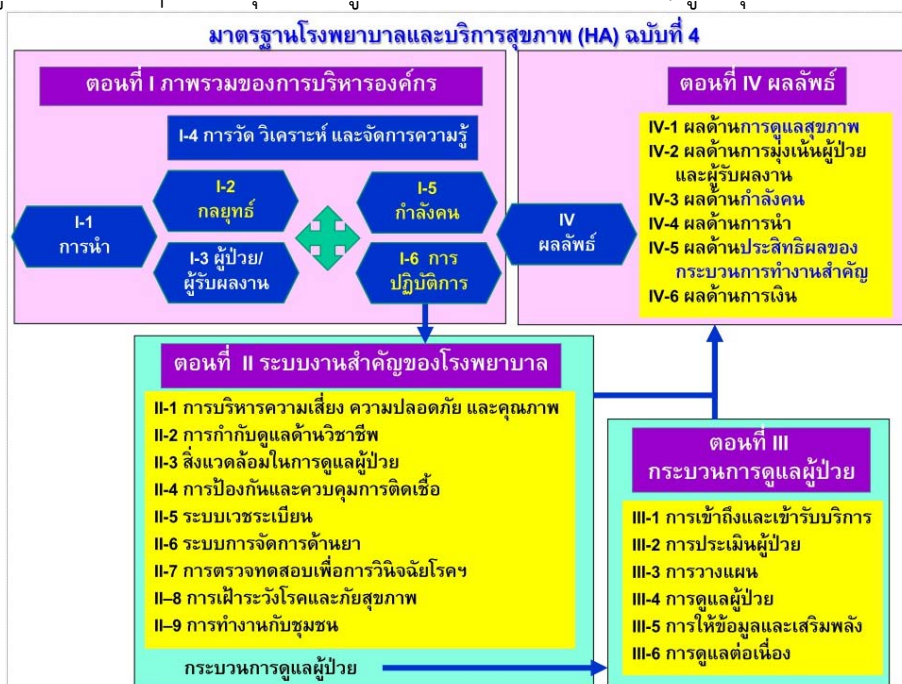 มาตรฐานโรงพยาบาลและบริการสุขภาพ (HA) ฉบับที่ 4
ตอนที่ I ภาพรวมของการบริหารองค์กร
I-4 การวัด วิเคราะห์ และจัดการความรู้
I-1
การนำ
I-2
กลยุทธ์
I-3 ผู้ป่วย/
ผู้รับผลงาน
I-5
กำลังคน
I-6 การ
ปฏิบัติการ
IV
ผลลัพธ์
ตอนที่ IV ผลลัพธ์
IV-1 ผลด้านการดูแลสุขภาพ
IV-2 ผลด้านการมุ่งเน้นผู้ป่วย
และผู้รับผลงาน
IV-3 ผลด้านกำลังคน
IV-4 ผลด้านการนำ
IV-5 ผลด้านประสิทธิผลของ
กระบวนการทำงานสำคัญ
IV-6 ผลด้านการเงิน
ตอนที่ II ระบบงานสำคัญของโรงพยาบาล
II-1 การบริหารความเสี่ยง ความปลอดภัย และคุณภาพ
II-2 การกำกับดูแลด้านวิชาชีพ
II-3 สิ่งแวดล้อมในการดูแลผู้ป่วย
II-4 การป้องกันและควบคุมการติดเชื้อ
II-5 ระบบเวชระเบียน
II-6 ระบบการจัดการด้านยา
II-7 การตรวจทดสอบเพื่อการวินิจฉัยโรคฯ
II–8 การเฝ้าระวังโรคและภัยสุขภาพ
II–9 การทำงานกับชุมชน
กระบวนการดูแลผู้ป่วย
ตอนที่ III
กระบวนการดูแลผู้ป่วย
III-1 การเข้าถึงและเข้ารับบริการ
III-2 การประเมินผู้ป่วย
III-3 การวางแผน
III-4 การดูแลผู้ป่วย
III-5 การให้ข้อมูลและเสริมพลัง
III-6 การดูแลต่อเนื่อง